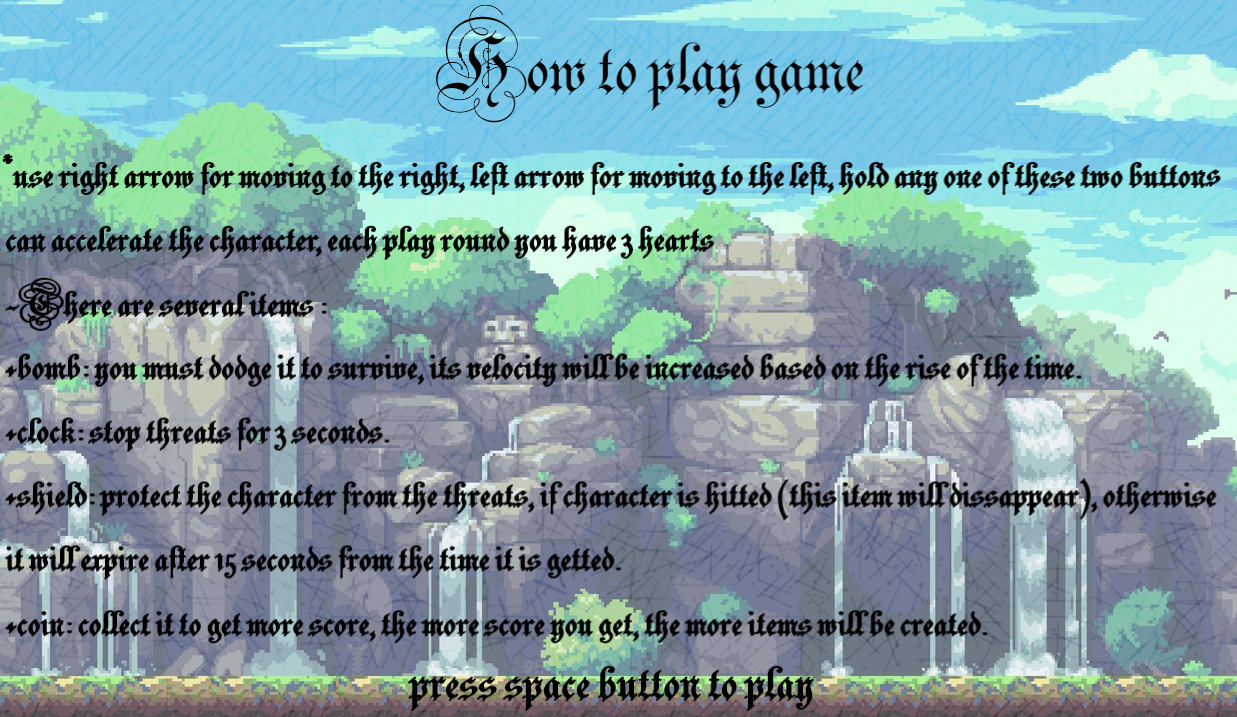 How to play game
*use right arrow for moving to the right, left arrow for moving to the left, hold any one of these two buttons
can accelerate the character, each play round you have 3 hearts
- There are several items :
+bomb: you must dodge it to survive, its velocity will be increased based on the rise of the time.
+clock: stop threats for 3 seconds.
+shield: protect the character from the threats, if character is hitted (this item will dissappear), otherwise
it will expire after 15 seconds from the time it is getted.
+coin: collect it to get more score, the more score you get, the more items will be created.
press space button to play